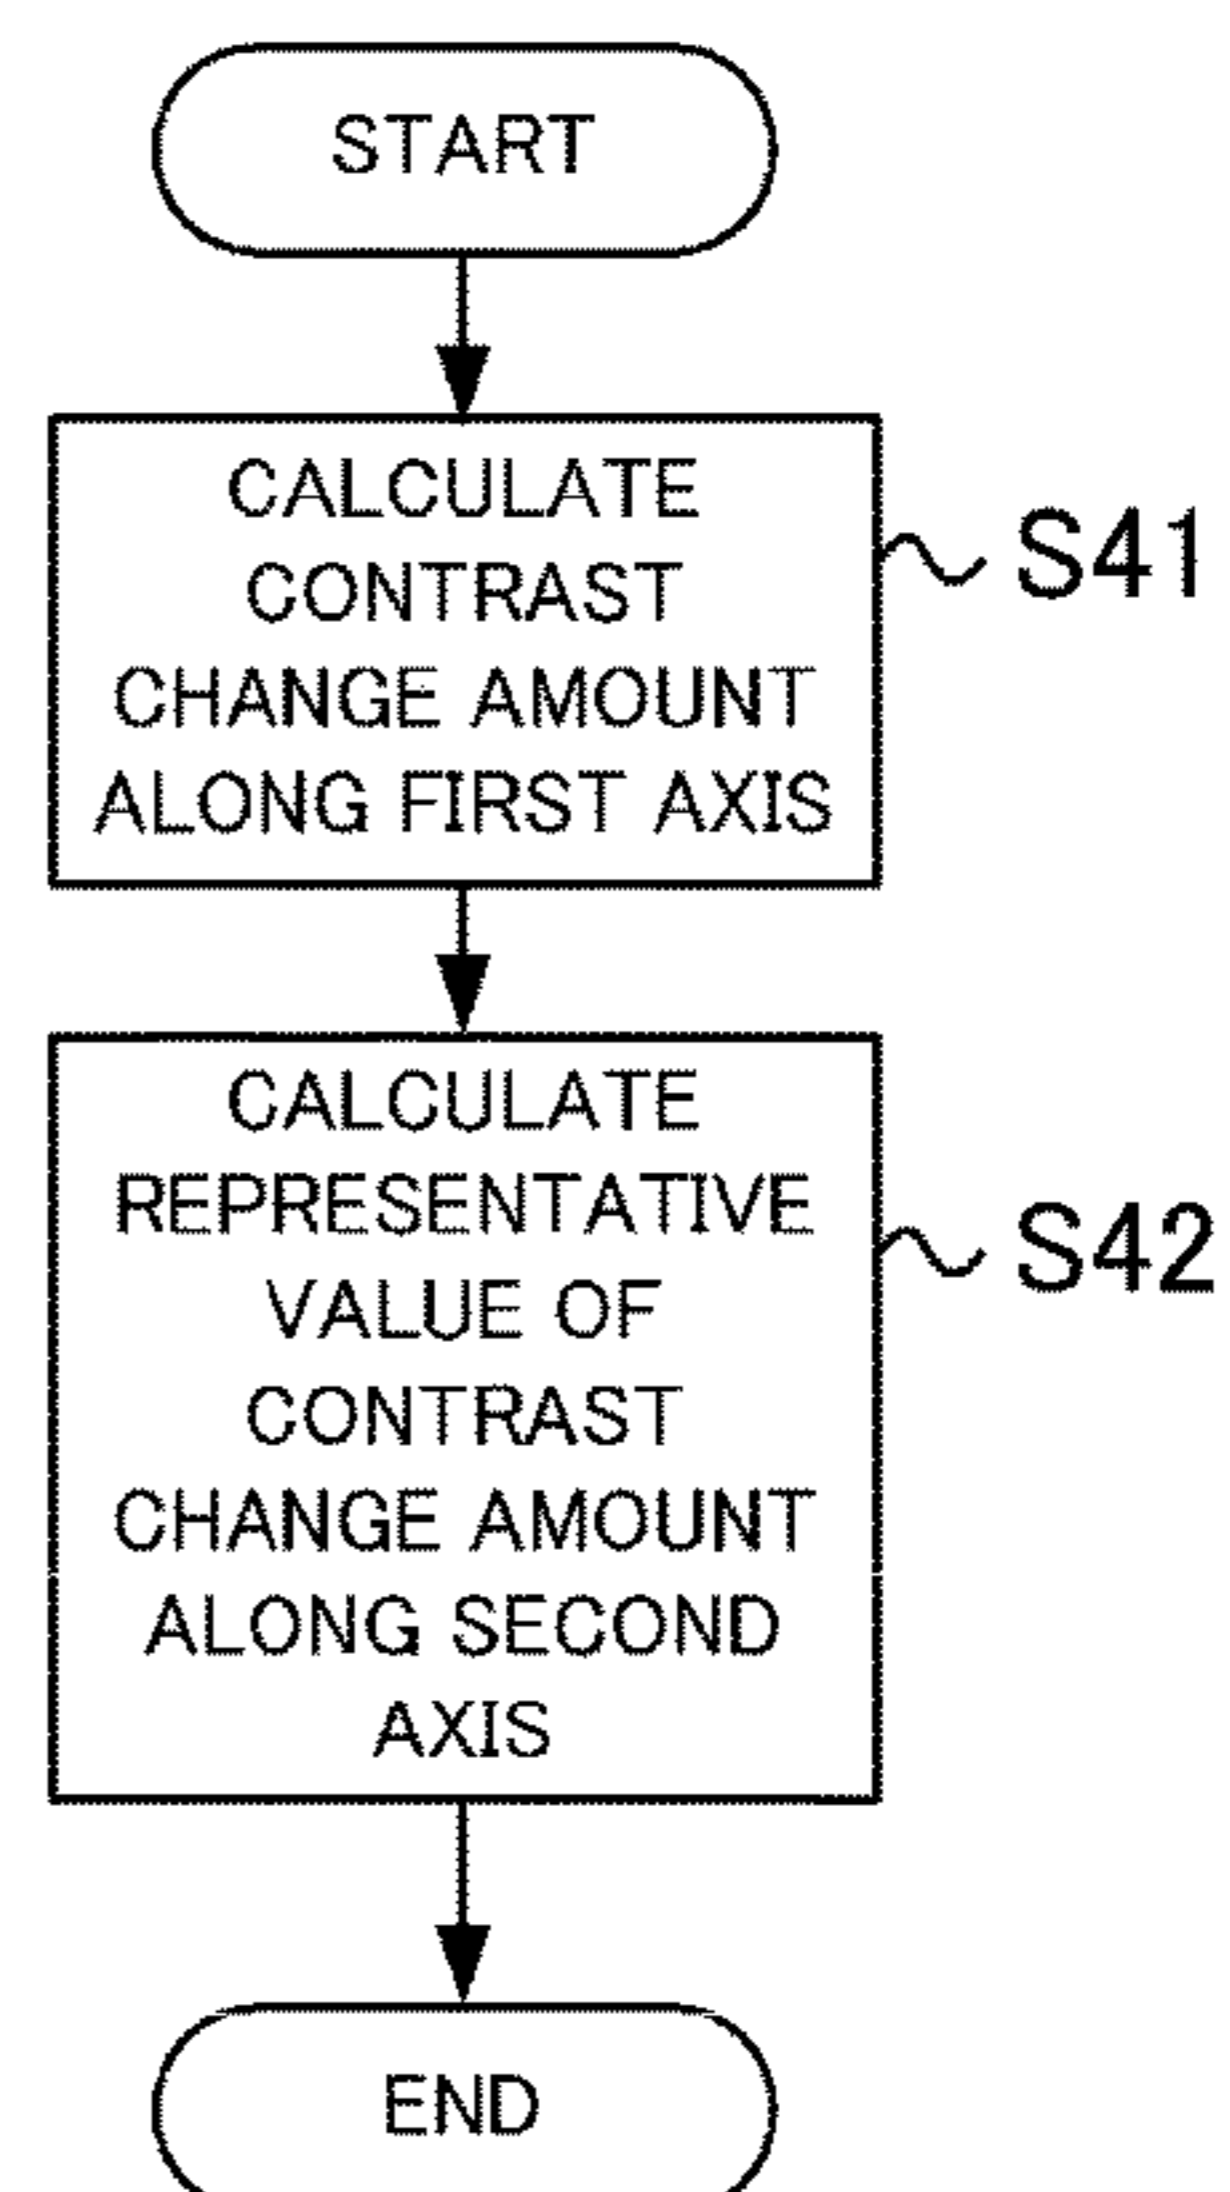 START
CALCULATE
CONTRAST
CHANGE AMOUNT
ALONG FIRST AXIS
S41
CALCULATE
REPRESENTATIVE
VALUE OF
CONTRAST
CHANGE AMOUNT
ALONG SECOND
AXIS
S42
END